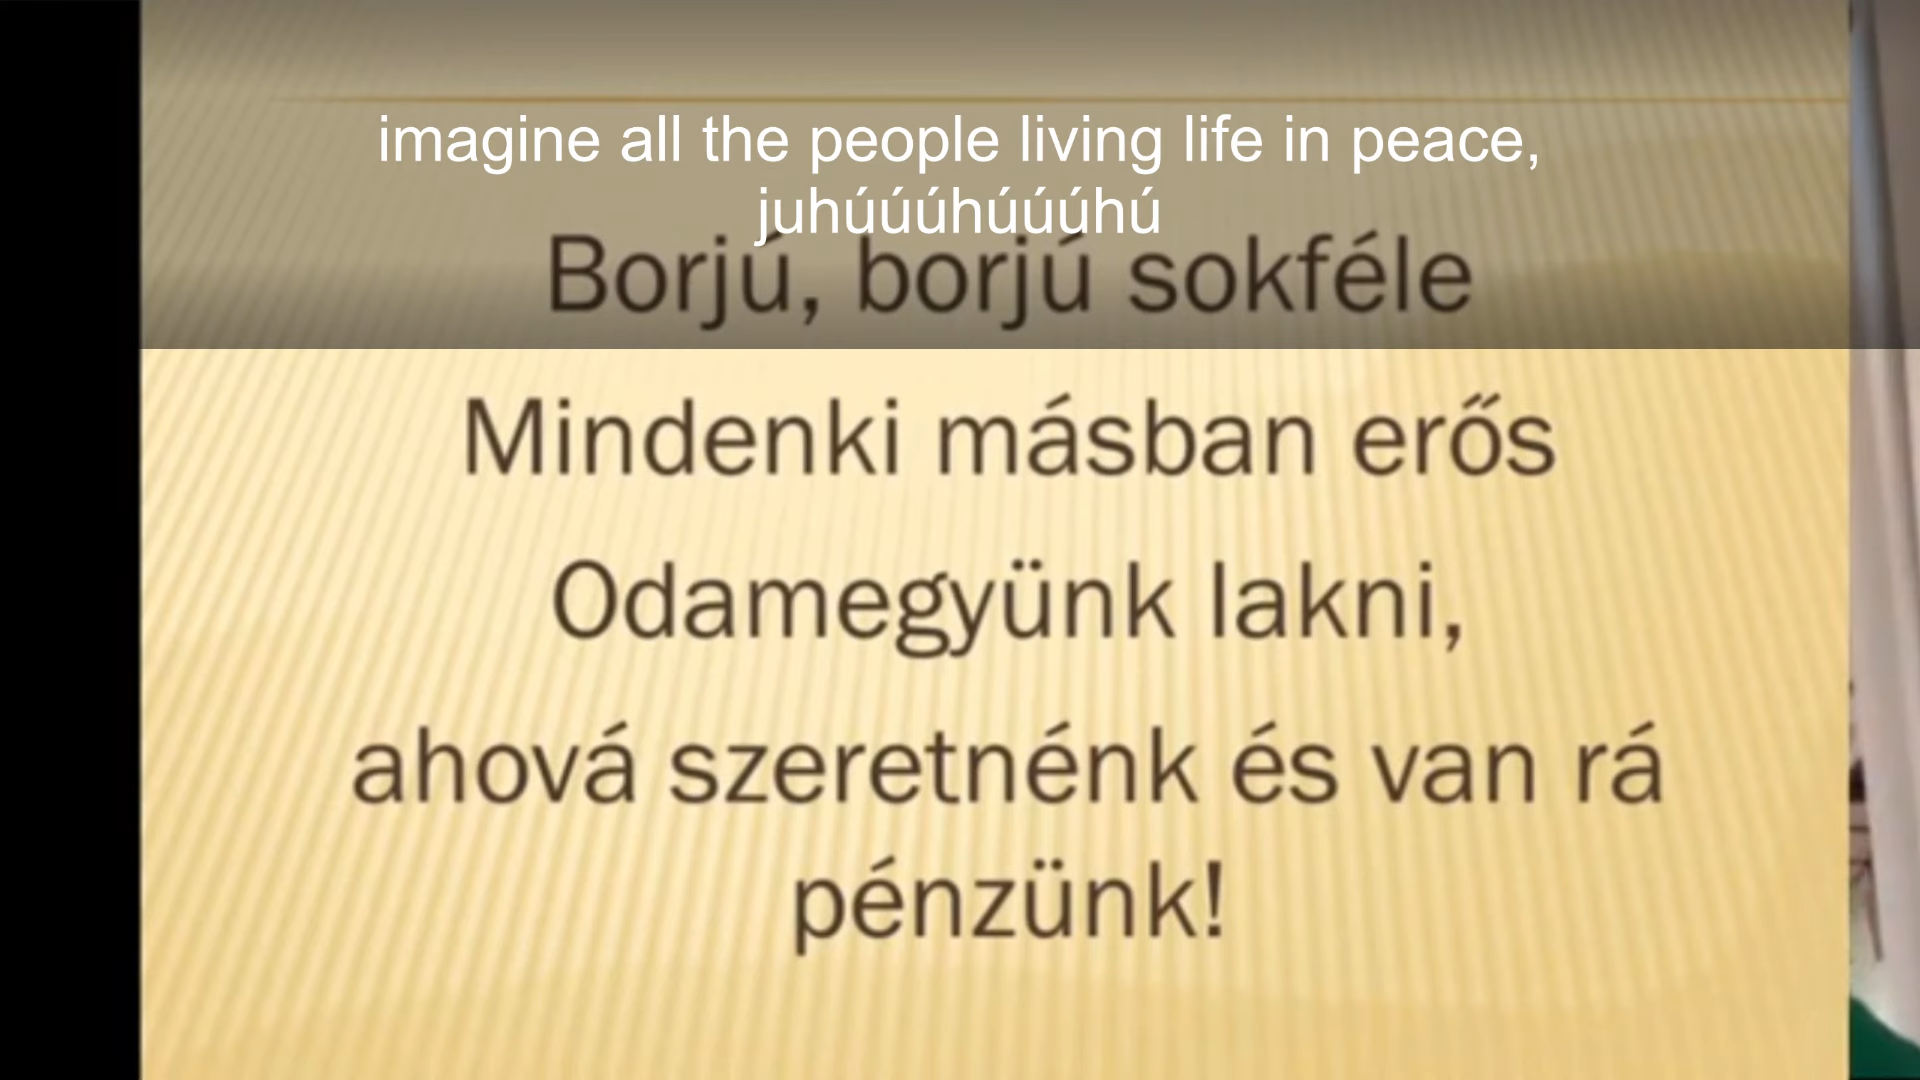 imagine all the people living life in peace,
juhúúúhúúúhú
Borjú, borjú sokféle
Mindenki másban erős
Odamegyünk lakni,
ahová szeretnénk és van rá
pénzünk!